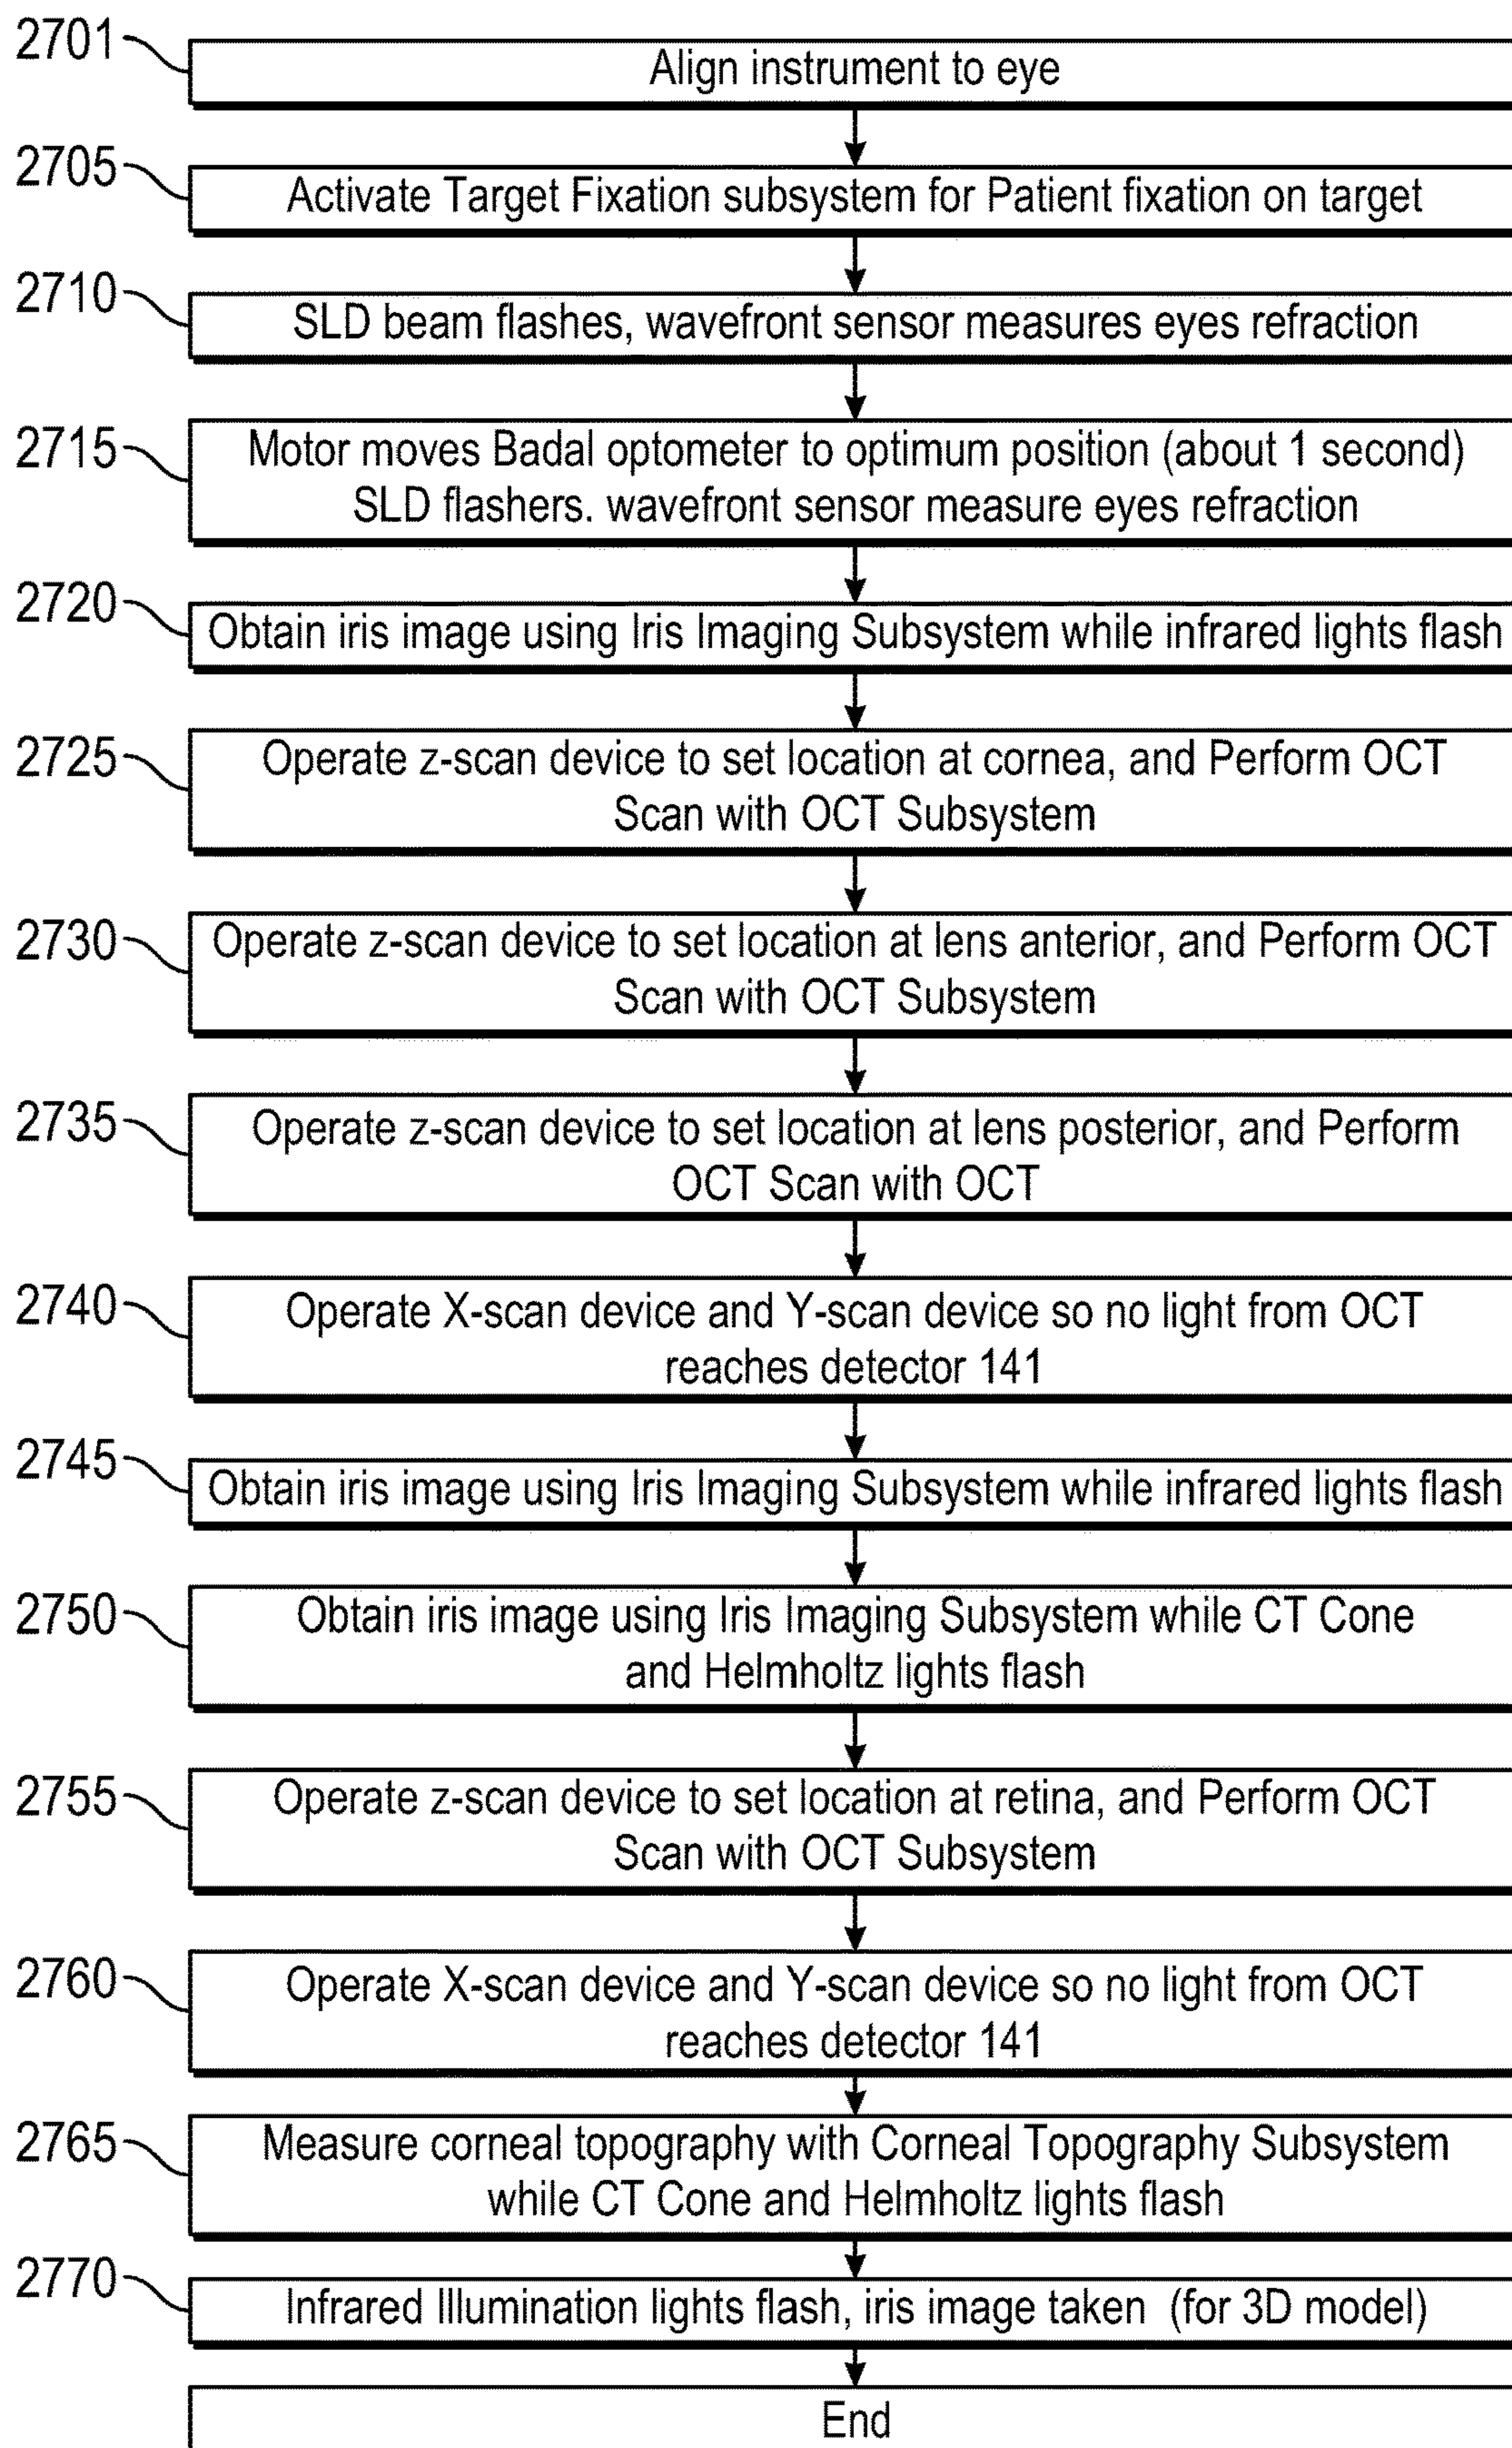 2701
Align instrument to eye
2705
Activate Target Fixation subsystem for Patient fixation on target
2710
SLD beam flashes, wavefront sensor measures eyes refraction
2715
Motor moves Badal optometer to optimum position (about 1 second)
SLD flashers. wavefront sensor measure eyes refraction
2720
Obtain iris image using Iris Imaging Subsystem while infrared lights flash
2725
Operate z-scan device to set location at cornea, and Perform OCT
Scan with OCT Subsystem
2730
Operate z-scan device to set location at lens anterior, and Perform OCT
Scan with OCT Subsystem
2735
Operate z-scan device to set location at lens posterior, and Perform
OCT Scan with OCT
2740
Operate X-scan device and Y-scan device so no light from OCT
reaches detector 141
2745
Obtain iris image using Iris Imaging Subsystem while infrared lights flash
2750
Obtain iris image using Iris Imaging Subsystem while CT Cone
and Helmholtz lights flash
2755
Operate z-scan device to set location at retina, and Perform OCT
Scan with OCT Subsystem
2760
Operate X-scan device and Y-scan device so no light from OCT
reaches detector 141
2765
Measure corneal topography with Corneal Topography Subsystem
while CT Cone and Helmholtz lights flash
2770
Infrared Illumination lights flash, iris image taken (for 3D model)
End